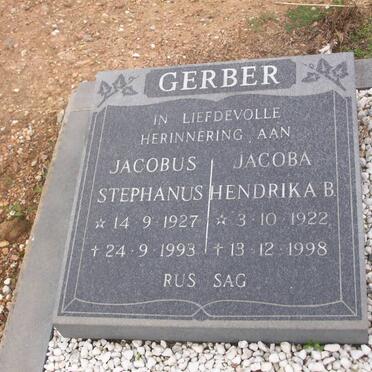 GERBER
IN LIEFDEVOLLE
HERINNERING AAN
JACOBUS
STEPHANUS
☆ 14 · 9 · 1927
✝ 24 · 9 · 1993
JACOBA
HENDRIKA B.
☆ 3 · 10 · 1922
✝ 13 · 12 · 1998
RUS SAG